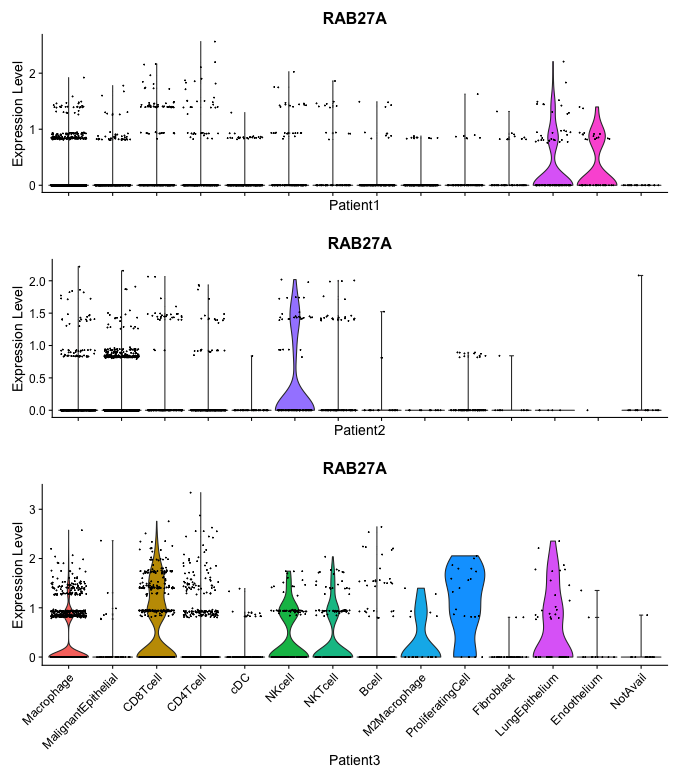 RAB27A
Expression Level
2
1
0
Patient1
RAB27A
Expression Level
2.0
1.5
1.0
0.5
0.0
Patient2
RAB27A
Expression Level
3
2
1
0
Macrophage
MalignantEpithelial
CD8Tcell
CD4Tcell
cDC
NKcell
NKTcell
Bcell
M2Macrophage
ProliferatingCell
Fibroblast
LungEpithelium
Endothelium
NotAvail
Patient3